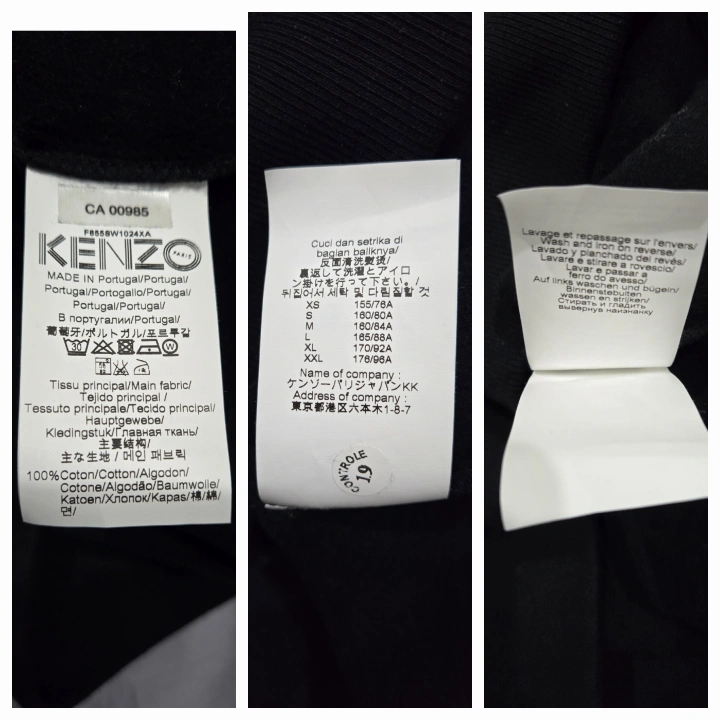 CA 00985
F855SW1024XA
KENZO
PARIS
MADE IN Portugal/Portugal/
Portugal/Portogallo/Portugal/
Portugal/Portugal/
В португалии/Portugal/
葡萄牙/ポルトガル/포르투갈
30 W
Tissu principal/Main fabric/
Tejido principal /
Tessuto principale/Tecido principal/
Hauptgewebe/
Kledingstuk/Главная ткань/
主要结构/
主な生地 / 메인 패브릭
100%Coton/Cotton/Algodon/
Cotone/Algodão/Baumwolle/
Katoen/Хлопок/Kapas/棉/綿/
면/
Cuci dan setrika di
bagian baliknya/
反面清洗熨烫/
裏返して洗濯とアイロ
ン掛けを行って下さい。/
뒤집어서 세탁 및 다림질할 것
XS 155/76A
S 160/80A
M 160/84A
L 165/88A
XL 170/92A
XXL 176/96A
Name of company :
ケンゾーパリジャパンKK
Address of company :
東京都港区六本木1-8-7
CONTROLE
19
Lavage et repassage sur l'envers/
Wash and iron on reverse/
Lavado y planchado del revés/
Lavare e stirare a rovescio/
Lavar e passar a
ferro do avesso/
Auf links waschen und bügeln/
Binnenstebuiten
wassen en strijken/
Стирать и гладить
вывернув наизнанку